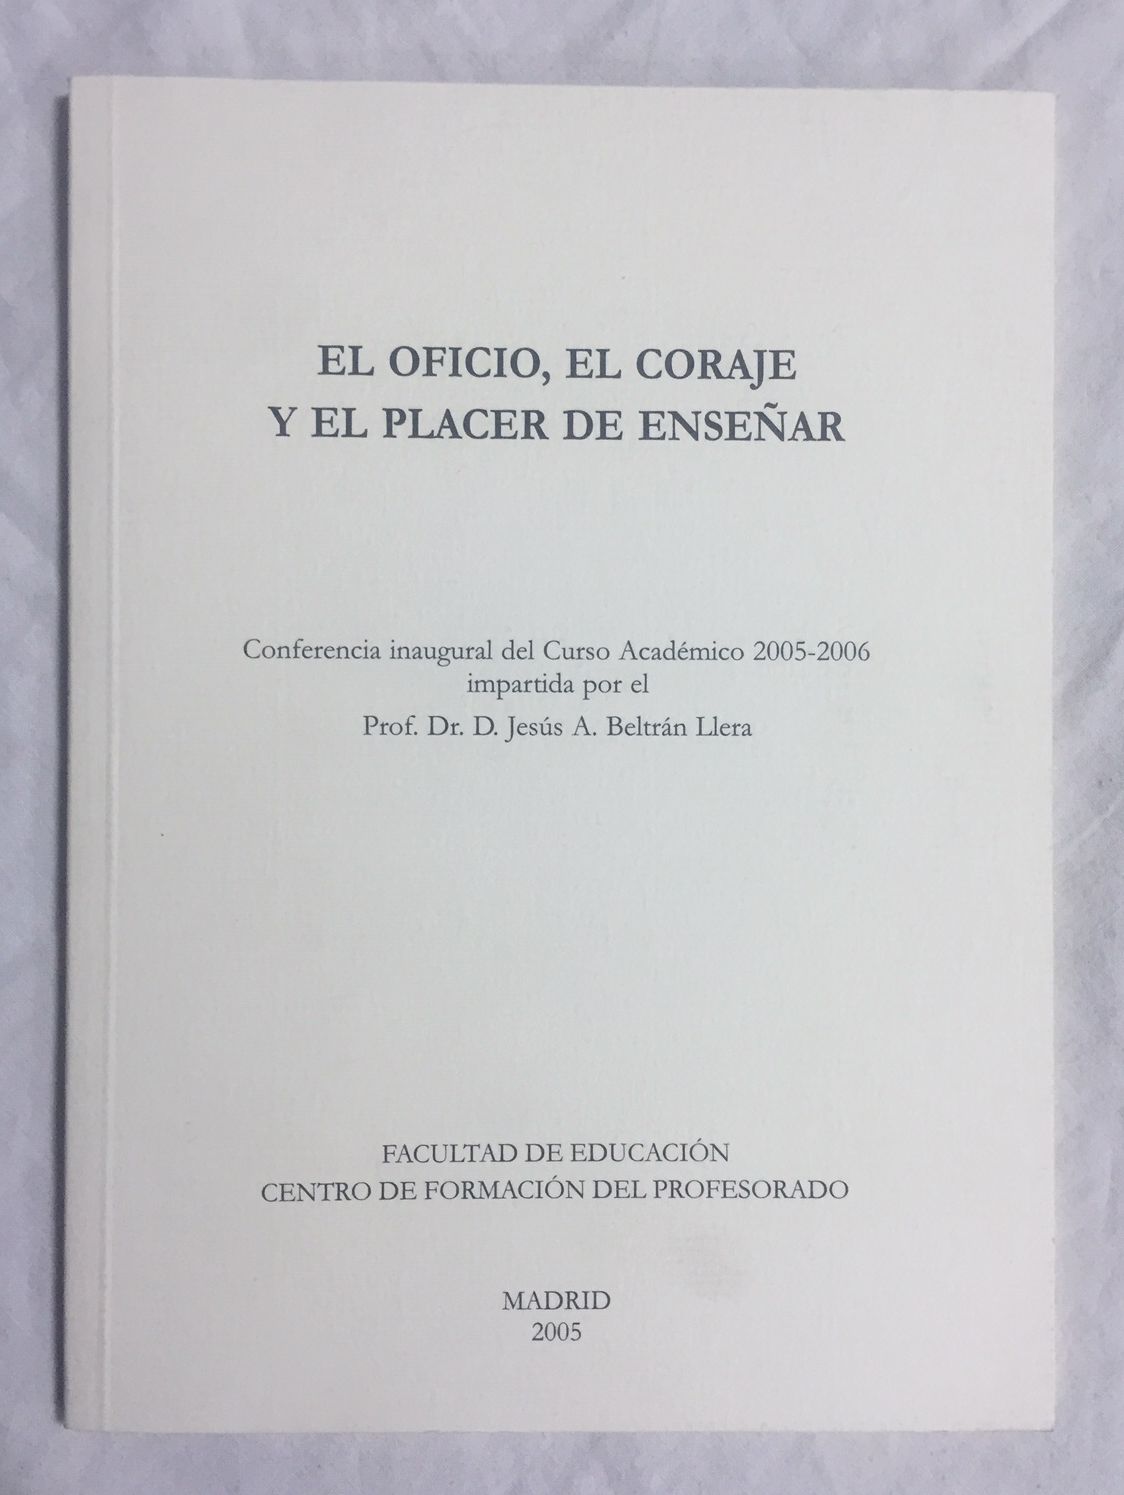 EL OFICIO, EL CORAJE
Y EL PLACER DE ENSEÑAR
Conferencia inaugural del Curso Académico 2005-2006
impartida por el
Prof. Dr. D. Jesús A. Beltrán Llera
FACULTAD DE EDUCACIÓN
CENTRO DE FORMACIÓN DEL PROFESORADO
MADRID
2005